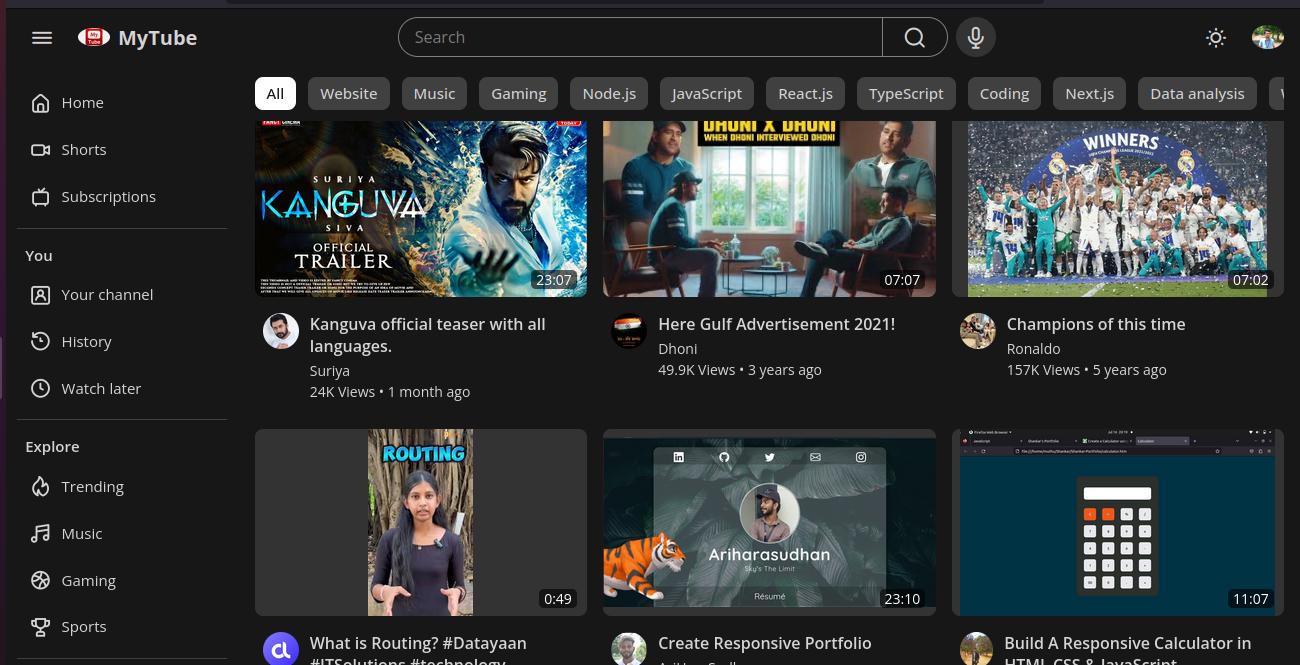 MyTube
Search
Home
Shorts
Subscriptions
You
Your channel
History
Watch later
Explore
Trending
Music
Gaming
Sports
All
Website
Music
Gaming
Node.js
JavaScript
React.js
TypeScript
Coding
Next.js
Data analysis
SURIYA
KANGUVA
SIVA
OFFICIAL
TRAILER
23:07
Kanguva official teaser with all
languages.
Suriya
24K Views • 1 month ago
DHONI X DHONI
WHEN DHONI INTERVIEWED DHONI
07:07
Here Gulf Advertisement 2021!
Dhoni
49.9K Views • 3 years ago
WINNERS
07:02
Champions of this time
Ronaldo
157K Views • 5 years ago
ROUTING
0:49
What is Routing? #Datayaan
#ITSolutions #technology
Ariharasudhan
Sky's The Limit
Résumé
23:10
Create Responsive Portfolio
11:07
Build A Responsive Calculator in
HTML CSS & JavaScript